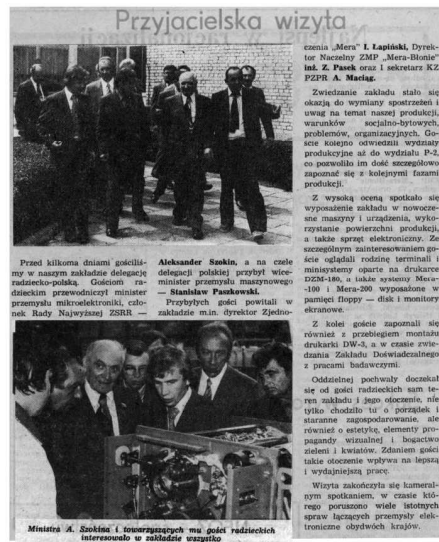 Przyjacielska wizyta
Przed kilkoma dniami gościliś-
my w naszym zakładzie delegację
radziecko-polską. Gościom ra-
dzieckim przewodniczył minister
przemysłu mikroelektroniki, czło-
nek Rady Najwyższej ZSRR —
Aleksander Szokin, a na czele
delegacji polskiej przybył wice-
minister przemysłu maszynowego
— Stanisław Paszkowski.
Przybyłych gości powitali w
zakładzie m.in. dyrektor Zjedno-
czenia „Mera" I. Łapiński, Dyrek-
tor Naczelny ZMP „Mera-Błonie"
inż. Z. Pasek oraz I sekretarz KZ
PZPR A. Maciąg.
Zwiedzanie zakładu stało się
okazją do wymiany spostrzeżeń i
uwag na temat naszej produkcji,
warunków socjalno-bytowych,
problemów, organizacyjnych. Go-
ście kolejno odwiedzili wydziały
produkcyjne aż do wydziału P-2,
co pozwoliło im dość szczegółowo
zapoznać się z kolejnymi fazami
produkcji.
Z wysoką oceną spotkało się
wyposażenie zakładu w nowocze-
sne maszyny i urządzenia, wyko-
rzystanie powierzchni produkcji,
a także sprzęt elektroniczny. Ze
szczególnym zainteresowaniem go-
ście oglądali rodzinę terminali i
minisystemy oparte na drukarce
DZM-180, a także systemy Mera-
-100 i Mera-200 wyposażone w
pamięci floppy — disk i monitory
ekranowe.
Z kolei goście zapoznali się
również z przebiegiem montażu
drukarki DW-3, a w czasie zwie-
dzania Zakładu Doświadczalnego
z pracami badawczymi.
Oddzielnej pochwały doczekał
się od gości radzieckich sam te-
ren zakładu i jego otoczenie, nie
tylko chodziło tu o porządek i
staranne zagospodarowanie, ale
również o estetykę, elementy pro-
pagandy wizualnej i bogactwo
zieleni i kwiatów. Zdaniem gości
takie otoczenie wpływa na lepszą
i wydajniejszą pracę.
Wizyta zakończyła się kameral-
nym spotkaniem, w czasie któ-
rego poruszono wiele istotnych
spraw łączących przemysły elek-
troniczne obydwóch krajów.
Ministra A. Szokina i towarzyszących mu gości radzieckich
interesowało w zakładzie wszystko